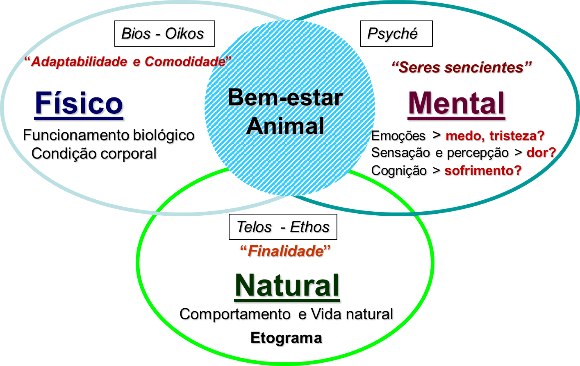 Bios - Oikos
“Adaptabilidade e Comodidade”
Físico
Funcionamento biológico
Condição corporal
Bem-estar
Animal
Psyché
“Seres sencientes”
Mental
Emoções > medo, tristeza?
Sensação e percepção > dor?
Cognição > sofrimento?
Telos - Ethos
“Finalidade”
Natural
Comportamento e Vida natural
Etograma